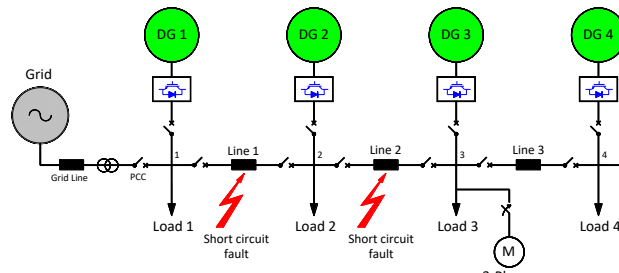 DG 1
DG 2
DG 3
DG 4
Grid
Line 1
Line 2
Line 3
1
2
3
4
Grid Line
PCC
Load 1
Load 2
Load 3
Load 4
Short circuit
fault
Short circuit
fault
M